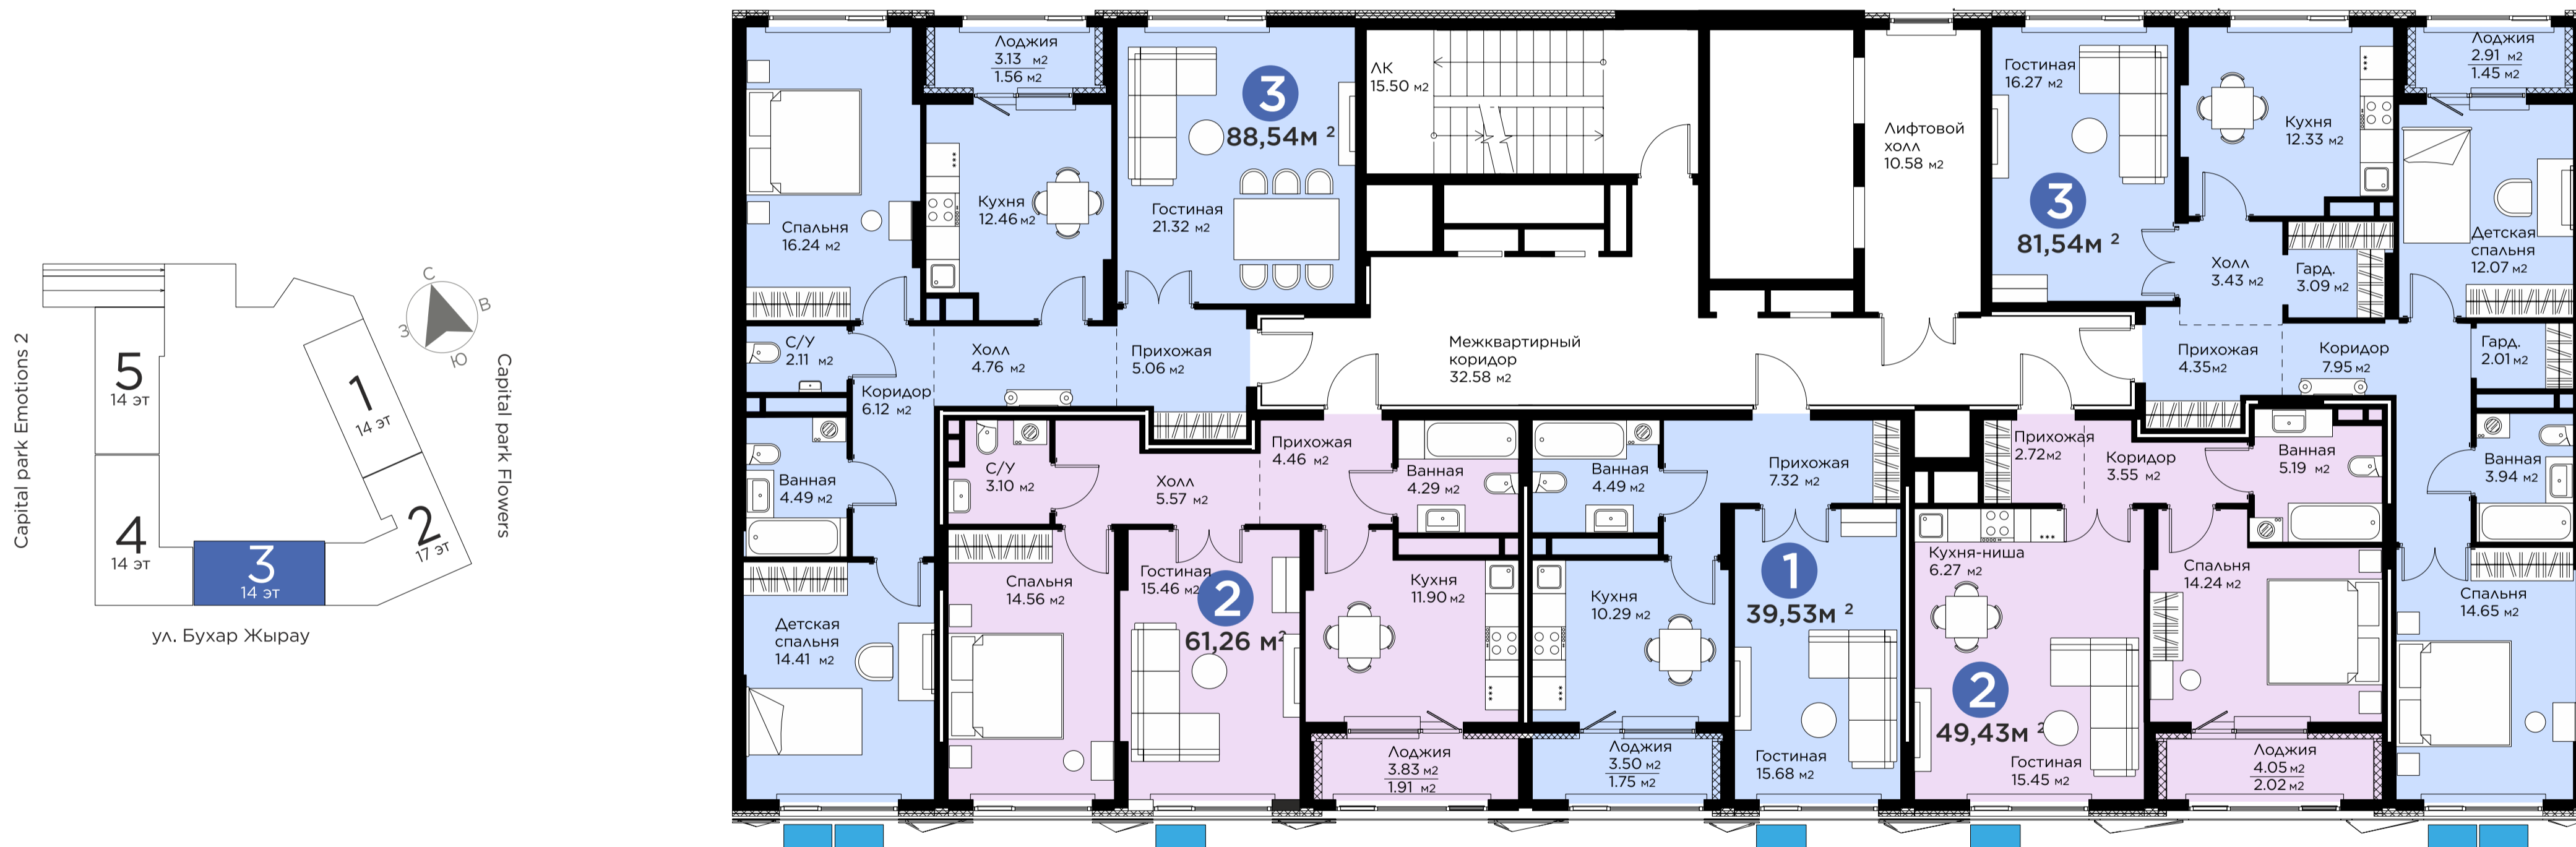 Capital park Emotions 2
5
14 эт
4
14 эт
3
14 эт
1
14 эт
2
17 эт
С
В
З
Ю
Capital park Flowers
ул. Бухар Жырау
Лоджия
3.13 м2
1.56 м2
3
88,54м 2
Спальня
16.24 м2
Кухня
12.46 м2
Гостиная
21.32 м2
С/У
2.11 м2
Холл
4.76 м2
Прихожая
5.06 м2
Коридор
6.12 м2
Ванная
4.49 м2
Детская
спальня
14.41 м2
ЛК
15.50 м2
Лифтовой
холл
10.58 м2
Межквартирный
коридор
32.58 м2
Гостиная
16.27 м2
3
81,54м 2
Кухня
12.33 м2
Лоджия
2.91 м2
1.45 м2
Детская
спальня
12.07 м2
Холл
3.43 м2
Гард.
3.09 м2
Прихожая
4.35м2
Коридор
7.95 м2
Гард.
2.01 м2
Ванная
3.94 м2
Спальня
14.65 м2
С/У
3.10 м2
Холл
5.57 м2
Прихожая
4.46 м2
Ванная
4.29 м2
Спальня
14.56 м2
Гостиная
15.46 м2
2
61,26 м2
Кухня
11.90 м2
Лоджия
3.83 м2
1.91 м2
Ванная
4.49 м2
Прихожая
7.32 м2
Кухня
10.29 м2
1
39,53м 2
Лоджия
3.50 м2
1.75 м2
Гостиная
15.68 м2
Прихожая
2.72м2
Коридор
3.55 м2
Ванная
5.19 м2
Кухня-ниша
6.27 м2
Спальня
14.24 м2
2
49,43м 2
Гостиная
15.45 м2
Лоджия
4.05 м2
2.02 м2